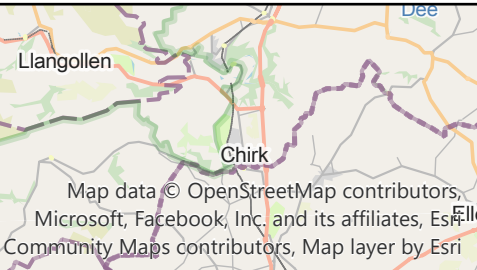 Dee
Llangollen
Chirk
Map data © OpenStreetMap contributors,
Microsoft, Facebook, Inc. and its affiliates, Esri
Community Maps contributors, Map layer by Esri